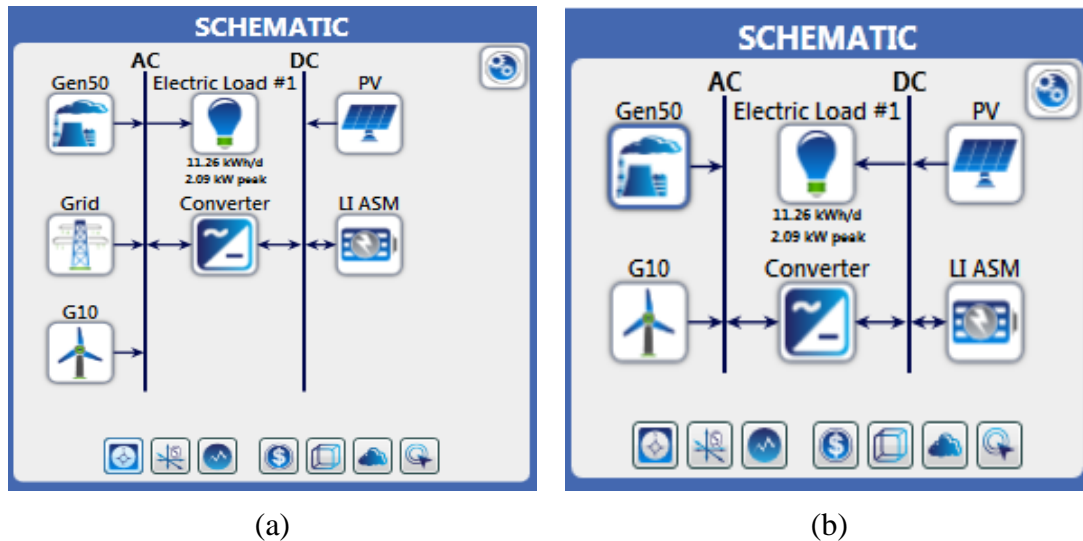 SCHEMATIC
AC DC
Gen50 Electric Load #1 PV
11.26 kWh/d
2.09 kW peak
Grid Converter LI ASM
G10
(a)
SCHEMATIC
AC DC
Gen50 Electric Load #1 PV
11.26 kWh/d
2.09 kW peak
G10 Converter LI ASM
(b)